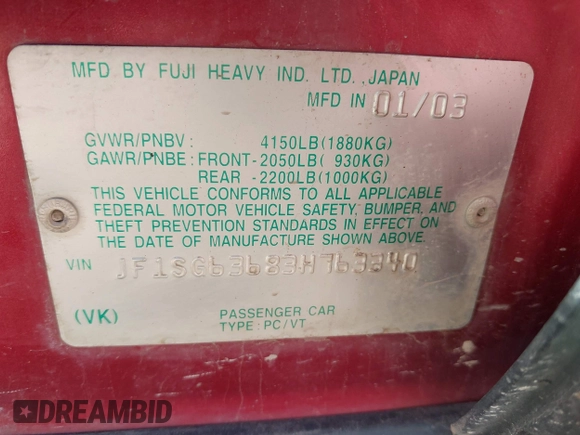 MFD BY FUJI HEAVY IND. LTD., JAPAN
MFD IN 01/03
GVWR/PNBV: 4150LB(1880KG)
GAWR/PNBE: FRONT-2050LB( 930KG)
REAR -2200LB(1000KG)
THIS VEHICLE CONFORMS TO ALL APPLICABLE
FEDERAL MOTOR VEHICLE SAFETY, BUMPER, AND
THEFT PREVENTION STANDARDS IN EFFECT ON
THE DATE OF MANUFACTURE SHOWN ABOVE.
VIN JF1SG63683H763340
(VK) PASSENGER CAR
TYPE: PC/VT
DREAMBID